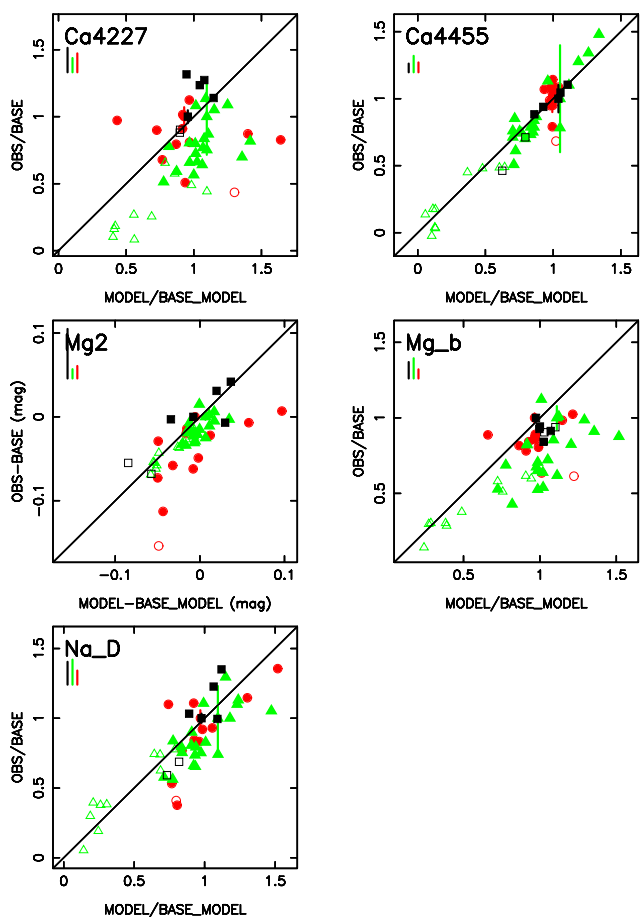 Ca4227
1.5
1
0.5
0
OBS/BASE
0
0.5
1
1.5
MODEL/BASE_MODEL
Ca4455
1.5
1
0.5
0
OBS/BASE
0
0.5
1
1.5
MODEL/BASE_MODEL
Mg2
0.1
0
−0.1
OBS−BASE (mag)
−0.1
0
0.1
MODEL−BASE_MODEL (mag)
Mg_b
1.5
1
0.5
OBS/BASE
0.5
1
1.5
MODEL/BASE_MODEL
Na_D
1.5
1
0.5
0
OBS/BASE
0
0.5
1
1.5
MODEL/BASE_MODEL